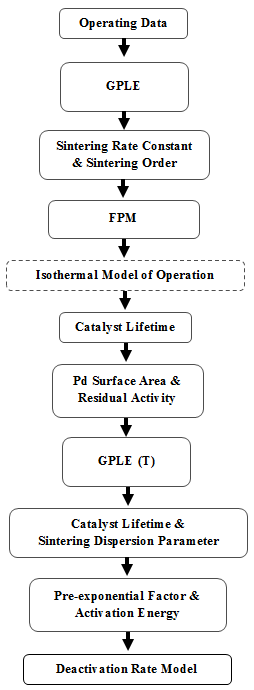 Operating Data
GPLE
Sintering Rate Constant
& Sintering Order
FPM
Isothermal Model of Operation
Catalyst Lifetime
Pd Surface Area &
Residual Activity
GPLE (T)
Catalyst Lifetime &
Sintering Dispersion Parameter
Pre-exponential Factor &
Activation Energy
Deactivation Rate Model